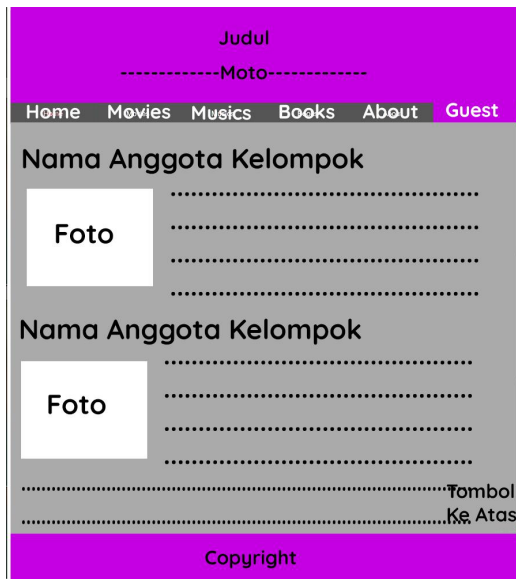 Judul
-------------Moto-------------
Home Movies Musics Books About Guest
Nama Anggota Kelompok
Foto
Nama Anggota Kelompok
Foto
Tombol
Ke Atas
Copyright